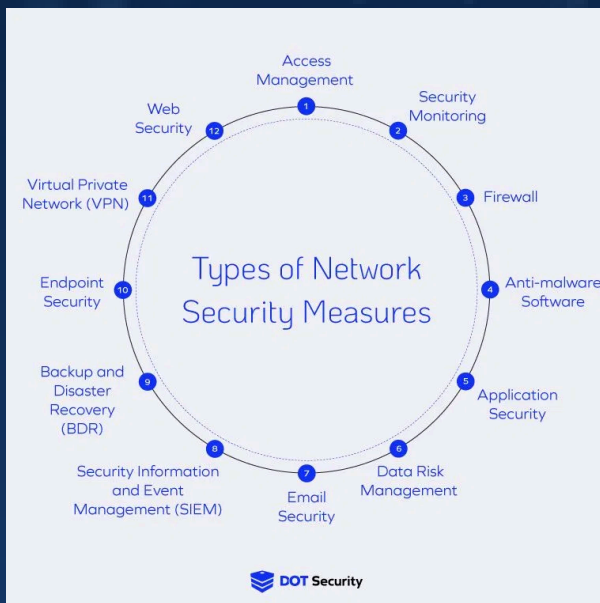 Types of Network
Security Measures
1
Access
Management
2
Security
Monitoring
3
Firewall
4
Anti-malware
Software
5
Application
Security
6
Data Risk
Management
7
Email
Security
8
Security Information
and Event
Management (SIEM)
9
Backup and
Disaster
Recovery
(BDR)
10
Endpoint
Security
11
Virtual Private
Network (VPN)
12
Web
Security
DOT Security